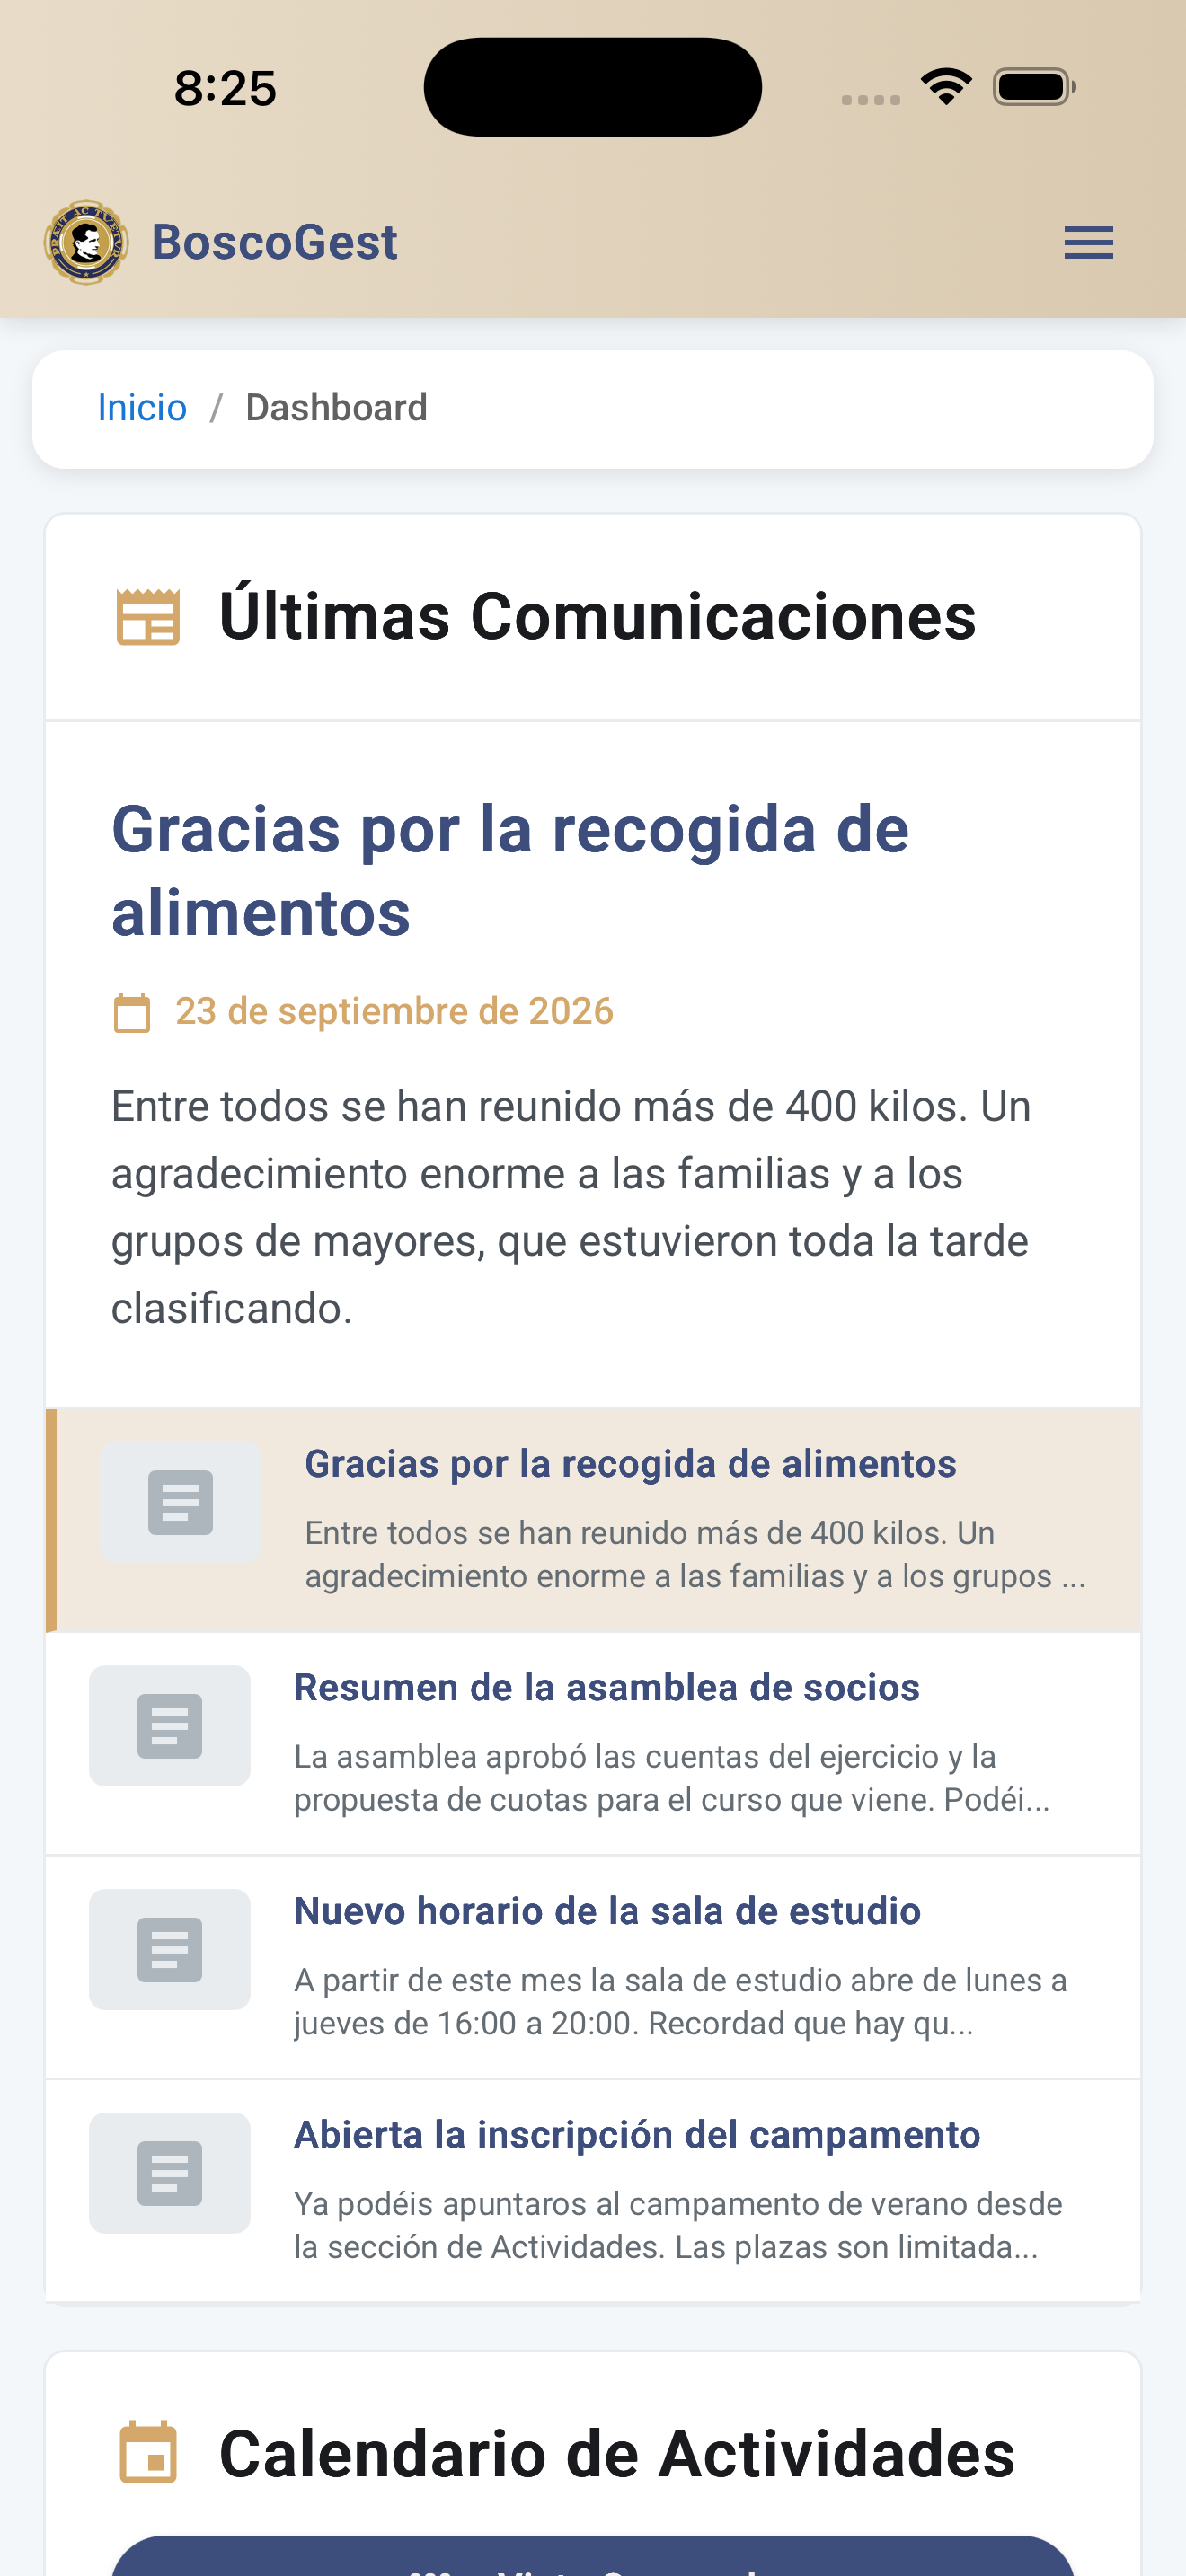 8:25
BoscoGest
Inicio / Dashboard
Últimas Comunicaciones
Gracias por la recogida de
alimentos
23 de septiembre de 2026
Entre todos se han reunido más de 400 kilos. Un
agradecimiento enorme a las familias y a los
grupos de mayores, que estuvieron toda la tarde
clasificando.
Gracias por la recogida de alimentos
Entre todos se han reunido más de 400 kilos. Un
agradecimiento enorme a las familias y a los grupos ...
Resumen de la asamblea de socios
La asamblea aprobó las cuentas del ejercicio y la
propuesta de cuotas para el curso que viene. Podéi...
Nuevo horario de la sala de estudio
A partir de este mes la sala de estudio abre de lunes a
jueves de 16:00 a 20:00. Recordad que hay qu...
Abierta la inscripción del campamento
Ya podéis apuntaros al campamento de verano desde
la sección de Actividades. Las plazas son limitada...
Calendario de Actividades